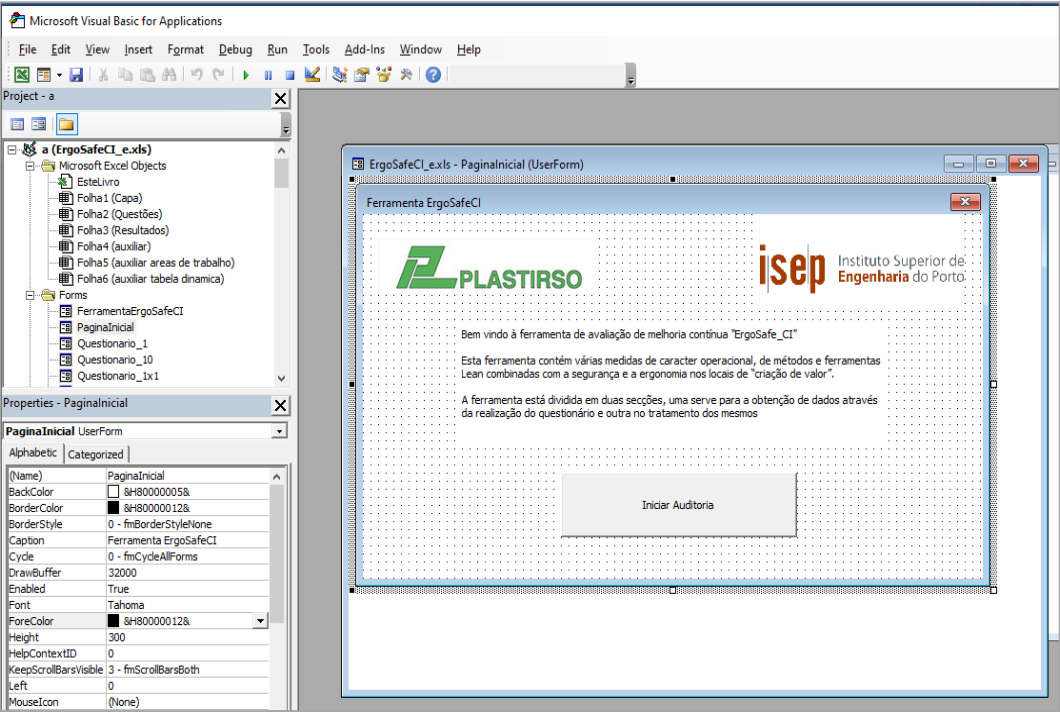 Microsoft Visual Basic for Applications
File Edit View Insert Format Debug Run Tools Add-Ins Window Help
Project - a
a (ErgoSafeCI_e.xls)
Microsoft Excel Objects
EsteLivro
Folha1 (Capa)
Folha2 (Questões)
Folha3 (Resultados)
Folha4 (auxiliar)
Folha5 (auxiliar areas de trabalho)
Folha6 (auxiliar tabela dinamica)
Forms
FerramentaErgoSafeCI
PaginaInicial
Questionario_1
Questionario_10
Questionario_1x1
Properties - PaginaInicial
PaginaInicial UserForm
Alphabetic Categorized
(Name) PaginaInicial
BackColor &H80000005&
BorderColor &H80000012&
BorderStyle 0 - fmBorderStyleNone
Caption Ferramenta ErgoSafeCI
Cycle 0 - fmCycleAllForms
DrawBuffer 32000
Enabled True
Font Tahoma
ForeColor &H80000012&
Height 300
HelpContextID 0
KeepScrollBarsVisible 3 - fmScrollBarsBoth
Left 0
MouseIcon (None)
ErgoSafeCI_e.xls - PaginaInicial (UserForm)
Ferramenta ErgoSafeCI
PLASTIRSO
isep Instituto Superior de
Engenharia do Porto
Bem vindo à ferramenta de avaliação de melhoria contínua "ErgoSafe_CI"
Esta ferramenta contém várias medidas de caracter operacional, de métodos e ferramentas
Lean combinadas com a segurança e a ergonomia nos locais de "criação de valor".
A ferramenta está dividida em duas secções, uma serve para a obtenção de dados através
da realização do questionário e outra no tratamento dos mesmos
Iniciar Auditoria